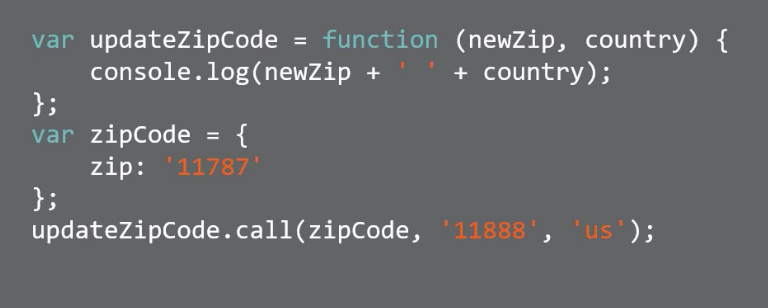 var updateZipCode = function (newZip, country) {
    console.log(newZip + ' ' + country);
};
var zipCode = {
    zip: '11787'
};
updateZipCode.call(zipCode, '11888', 'us');